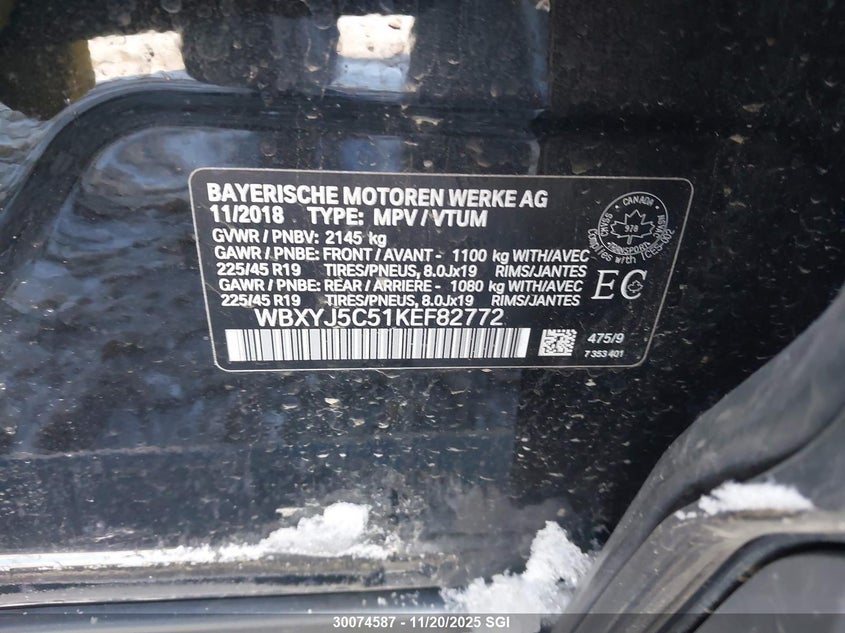 BAYERISCHE MOTOREN WERKE AG
11/2018 TYPE: MPV / VTUM
GVWR / PNBV: 2145 kg
GAWR / PNBE: FRONT / AVANT - 1100 kg WITH/AVEC
225/45 R19 TIRES/PNEUS, 8.0Jx19 RIMS/JANTES
GAWR / PNBE: REAR / ARRIERE - 1080 kg WITH/AVEC
225/45 R19 TIRES/PNEUS, 8.0Jx19 RIMS/JANTES
CANADA
978
TRANSPORT
EC
WBXYJ5C51KEF82772
475/9
7 353 401
30074587 - 11/20/2025 SGI